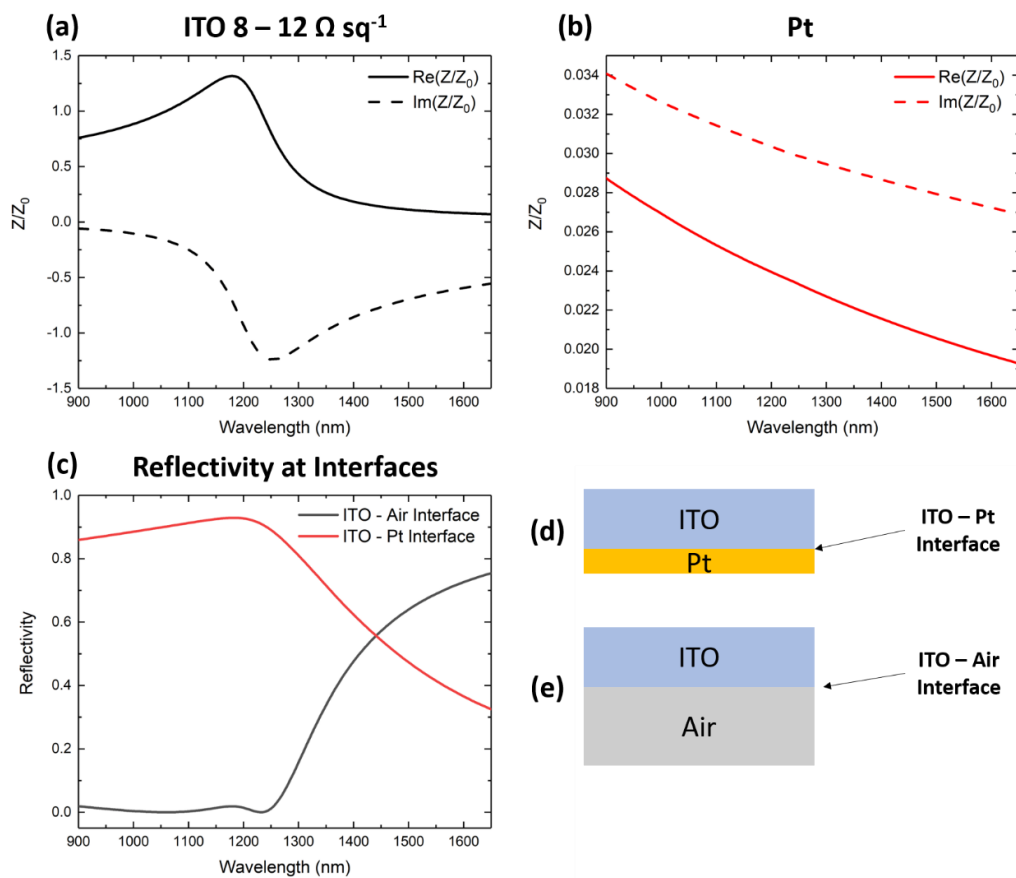 (a) ITO 8 – 12 Ω sq⁻¹
1.5
1.0
0.5
0.0
-0.5
-1.0
-1.5
Z/Z₀
Re(Z/Z₀)
Im(Z/Z₀)
900 1000 1100 1200 1300 1400 1500 1600
Wavelength (nm)
(b) Pt
0.034
0.032
0.030
0.028
0.026
0.024
0.022
0.020
0.018
Z/Z₀
Re(Z/Z₀)
Im(Z/Z₀)
900 1000 1100 1200 1300 1400 1500 1600
Wavelength (nm)
(c) Reflectivity at Interfaces
1.0
0.8
0.6
0.4
0.2
0.0
Reflectivity
ITO - Air Interface
ITO - Pt Interface
900 1000 1100 1200 1300 1400 1500 1600
Wavelength (nm)
(d)
ITO
Pt
ITO – Pt
Interface
(e)
ITO
Air
ITO – Air
Interface